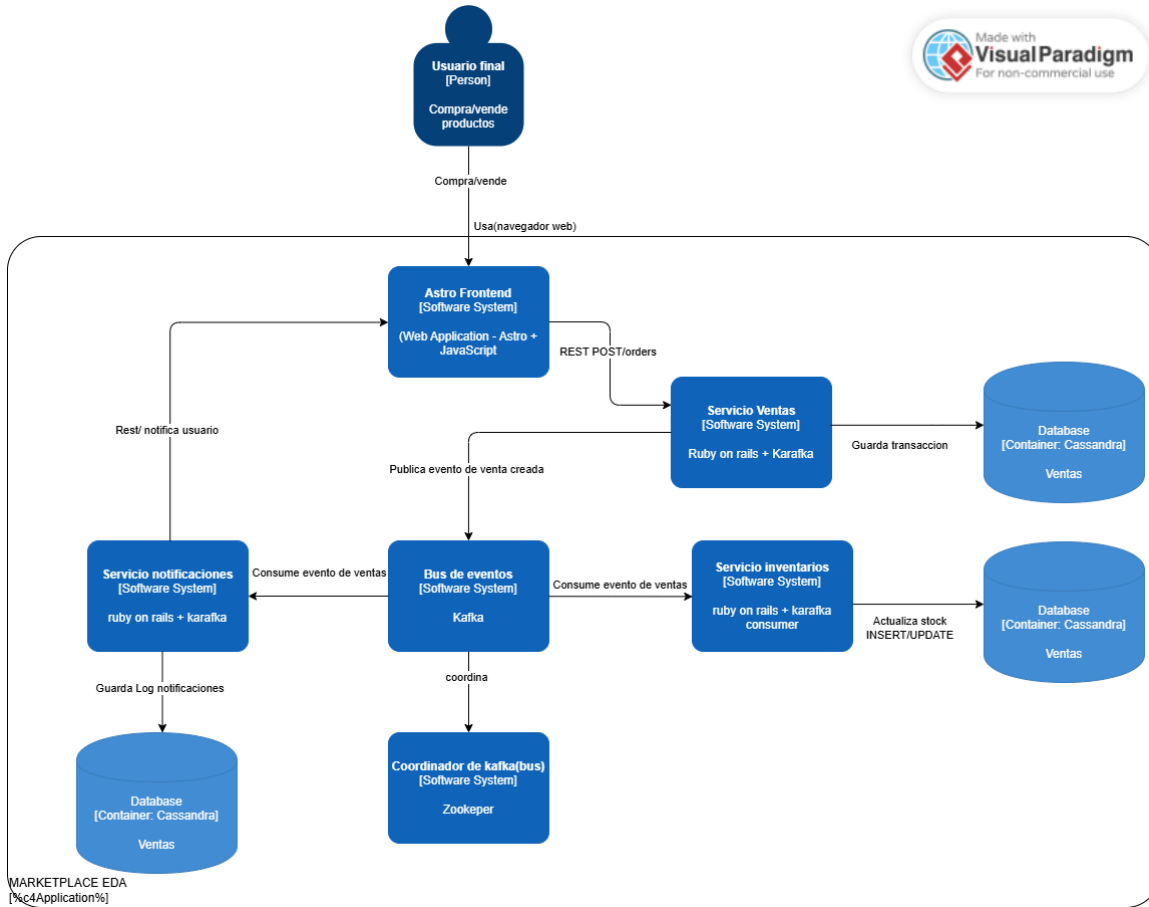 Made with
Visual Paradigm
For non-commercial use
Usuario final
[Person]
Compra/vende
productos
Compra/vende
Usa(navegador web)
Astro Frontend
[Software System]
(Web Application - Astro +
JavaScript
REST POST/orders
Servicio Ventas
[Software System]
Ruby on rails + Karafka
Guarda transaccion
Database
[Container: Cassandra]
Ventas
Rest/ notifica usuario
Publica evento de venta creada
Servicio notificaciones
[Software System]
ruby on rails + karafka
Consume evento de ventas
Bus de eventos
[Software System]
Kafka
Consume evento de ventas
Servicio inventarios
[Software System]
ruby on rails + karafka
consumer
Actualiza stock
INSERT/UPDATE
Database
[Container: Cassandra]
Ventas
Guarda Log notificaciones
coordina
Database
[Container: Cassandra]
Ventas
Coordinador de kafka(bus)
[Software System]
Zookeper
MARKETPLACE EDA
[%c4Application%]